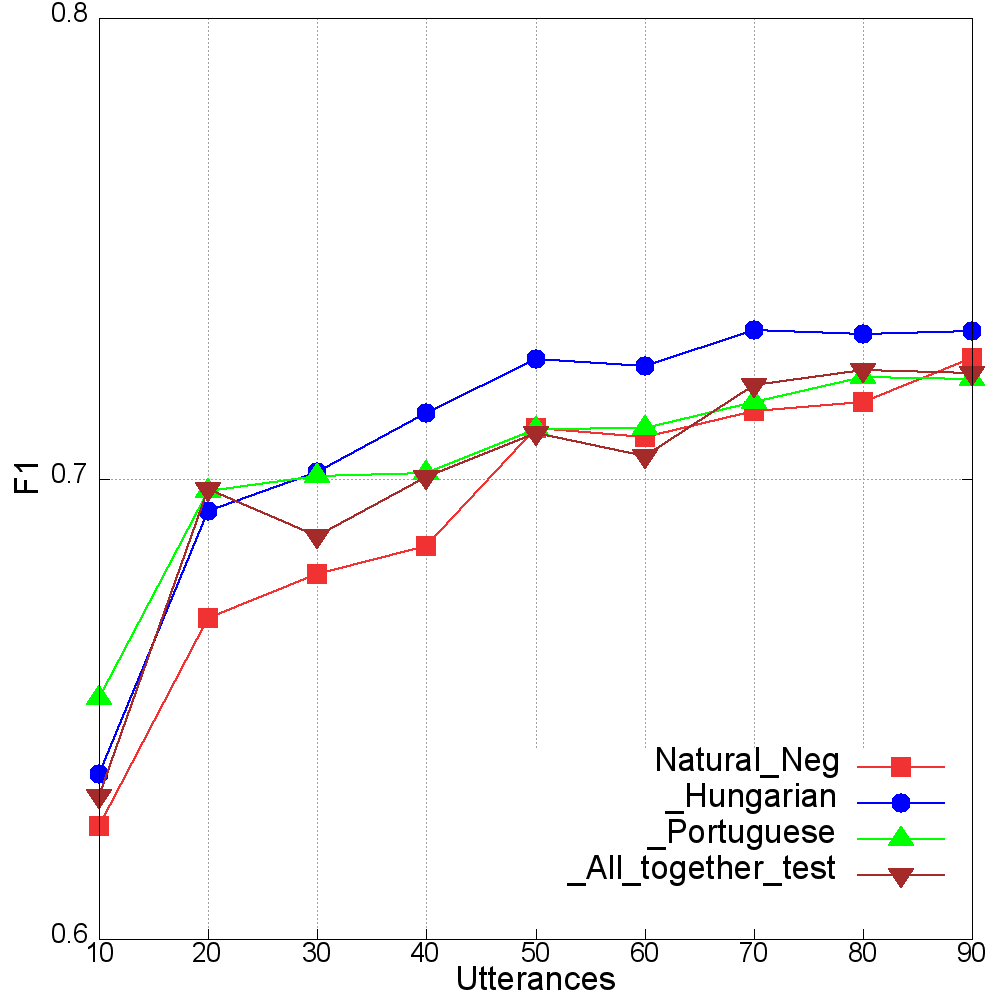 0.8
F1
0.7
Natural_Neg
_Hungarian
_Portuguese
_All_together_test
0.6
10 20 30 40 50 60 70 80 90
Utterances